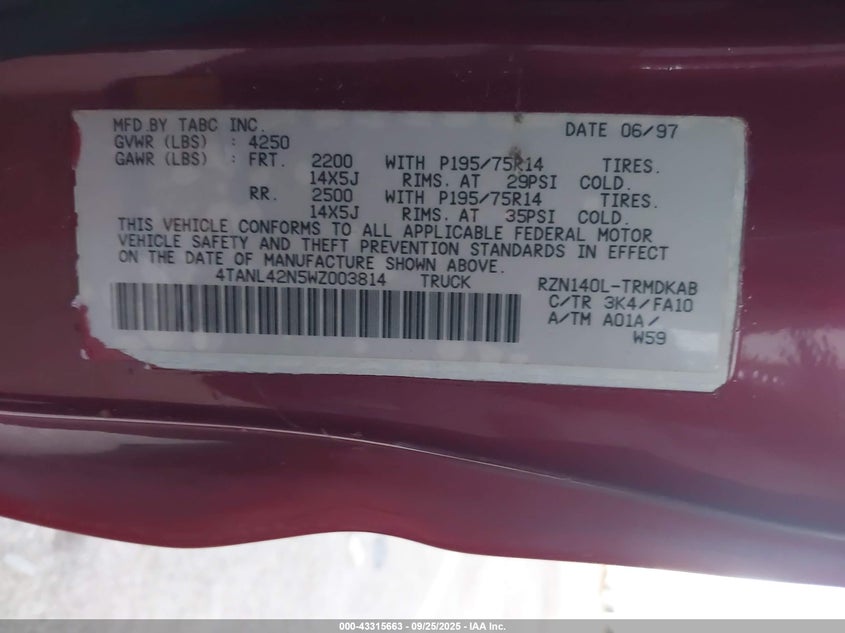 MFD.BY TABC INC. DATE 06/97
GVWR (LBS) : 4250
GAWR (LBS) : FRT. 2200 WITH P195/75R14 TIRES.
14X5J RIMS. AT 29PSI COLD.
RR. 2500 WITH P195/75R14 TIRES.
14X5J RIMS. AT 35PSI COLD.
THIS VEHICLE CONFORMS TO ALL APPLICABLE FEDERAL MOTOR
VEHICLE SAFETY AND THEFT PREVENTION STANDARDS IN EFFECT
ON THE DATE OF MANUFACTURE SHOWN ABOVE.
4TANL42N5WZ003814 TRUCK RZN140L-TRMDKAB
C/TR 3K4/FA10
A/TM A01A/
W59
000-43315663 - 09/25/2025 - IAA Inc.